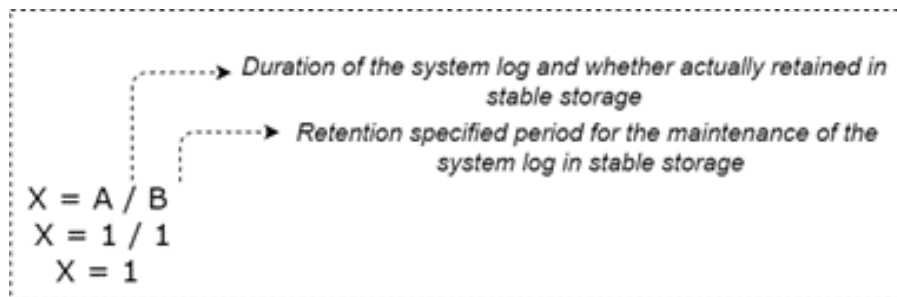 Duration of the system log and whether actually retained in
stable storage
Retention specified period for the maintenance of the
system log in stable storage
X = A / B
X = 1 / 1
X = 1